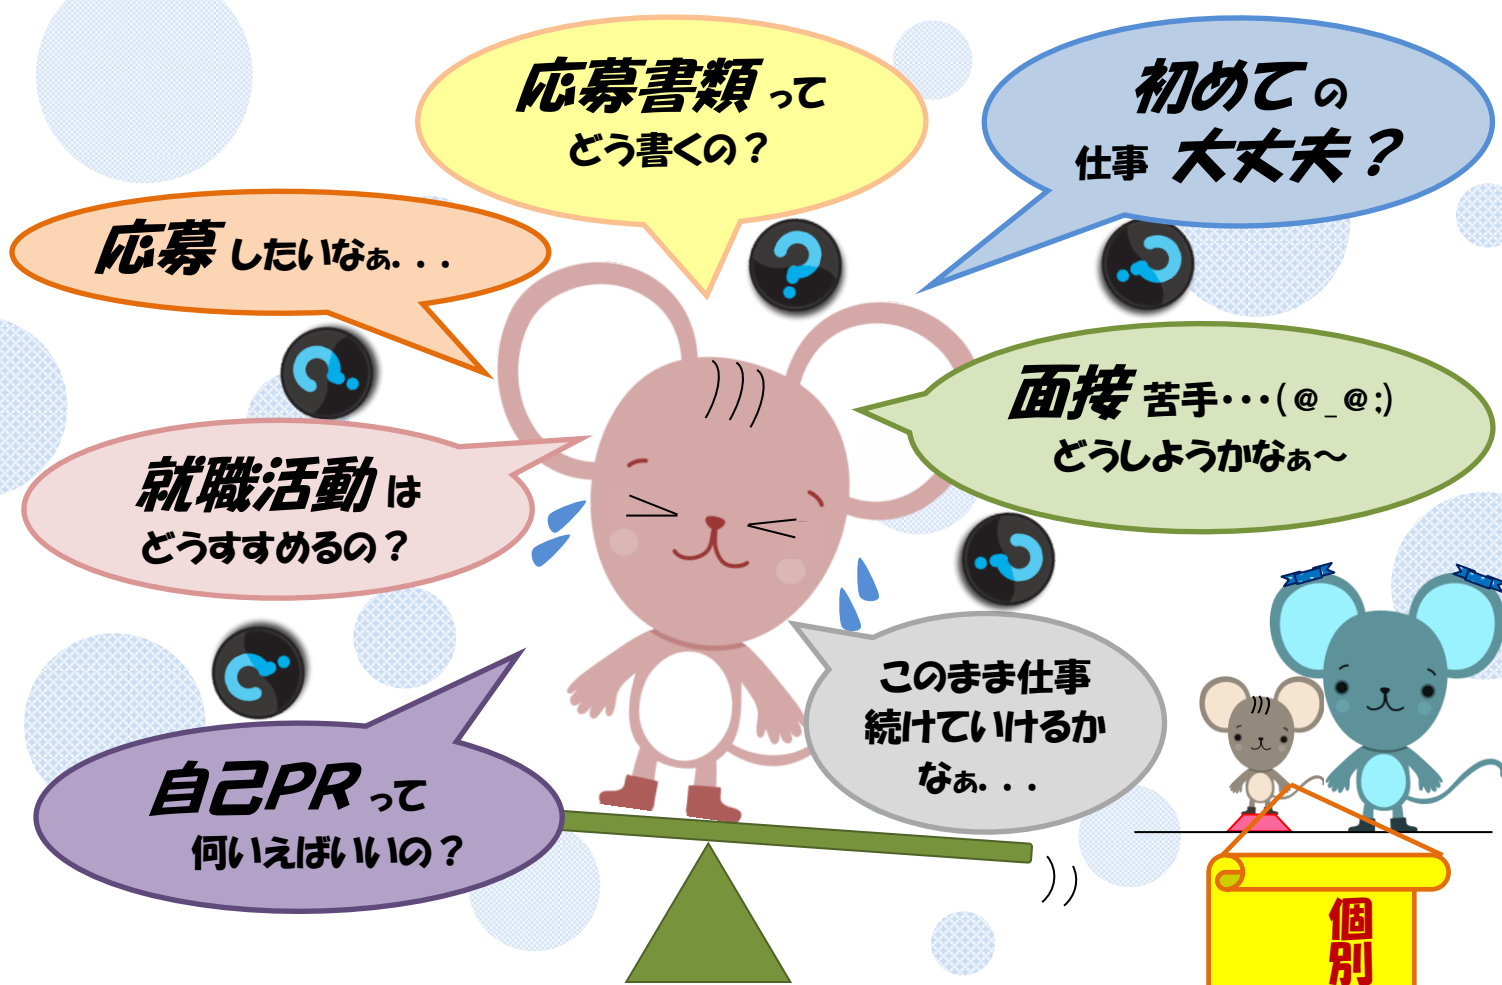 応募書類って
どう書くの？
初めての
仕事 大丈夫？
応募したいなぁ．．．
面接 苦手・・・(＠_＠;)
どうしようかなぁ～
就職活動は
どうすすめるの？
このまま仕事
続けていけるか
なぁ．．．
自己PRって
何いえばいいの？
個別